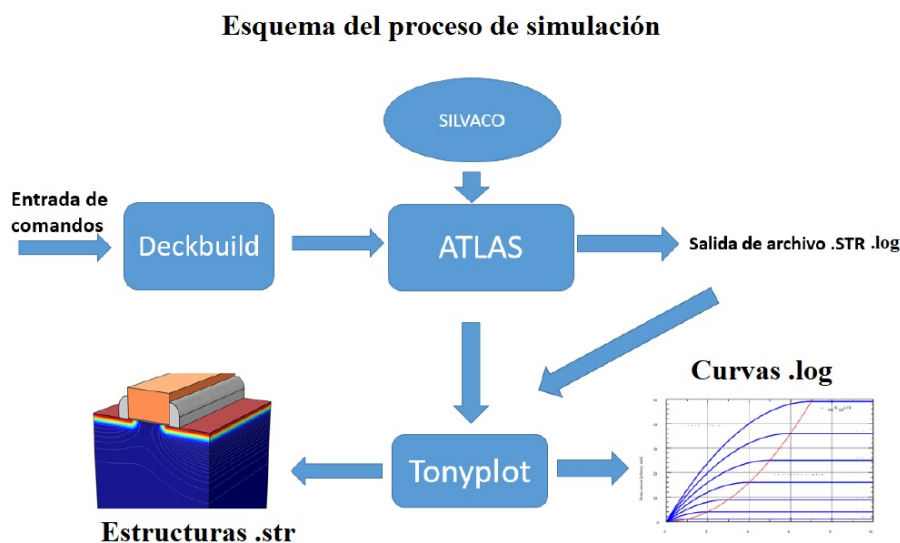 Esquema del proceso de simulación
SILVACO
Entrada de
comandos
Deckbuild
ATLAS
Salida de archivo .STR .log
Curvas .log
Tonyplot
Estructuras .str